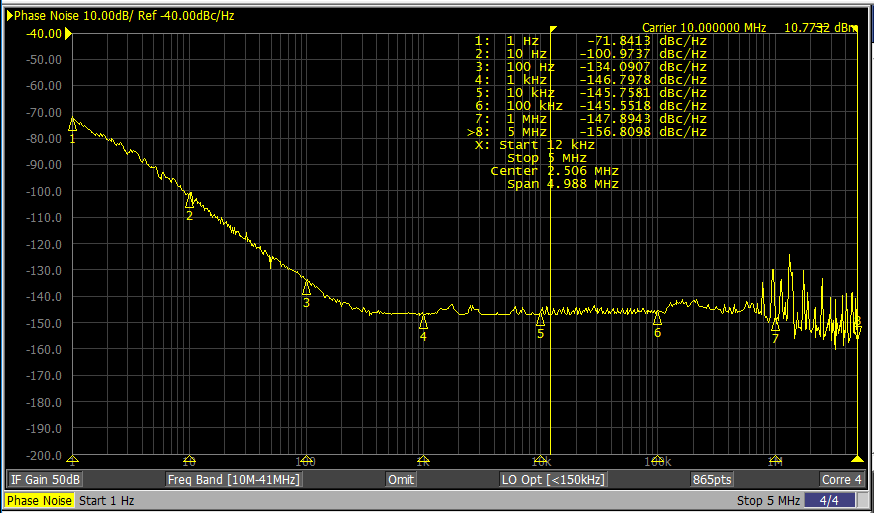 Phase Noise 10.00dB/ Ref -40.00dBc/Hz
Carrier 10.000000 MHz 10.7732 dBm
-40.00
-50.00
-60.00
-70.00
-80.00
-90.00
-100.0
-110.0
-120.0
-130.0
-140.0
-150.0
-160.0
-170.0
-180.0
-190.0
-200.0
1: 1 Hz -71.8413 dBc/Hz
2: 10 Hz -100.9737 dBc/Hz
3: 100 Hz -134.0907 dBc/Hz
4: 1 kHz -146.7978 dBc/Hz
5: 10 kHz -145.7581 dBc/Hz
6: 100 kHz -145.5518 dBc/Hz
7: 1 MHz -147.8943 dBc/Hz
>8: 5 MHz -156.8098 dBc/Hz
X: Start 12 kHz
Stop 5 MHz
Center 2.506 MHz
Span 4.988 MHz
1
2
3
4
5
6
7
1 10 100 1k 10k 100k 1M
IF Gain 50dB Freq Band [10M-41MHz] Omit LO Opt [<150kHz] 865pts Corre 4
Phase Noise Start 1 Hz Stop 5 MHz 4/4